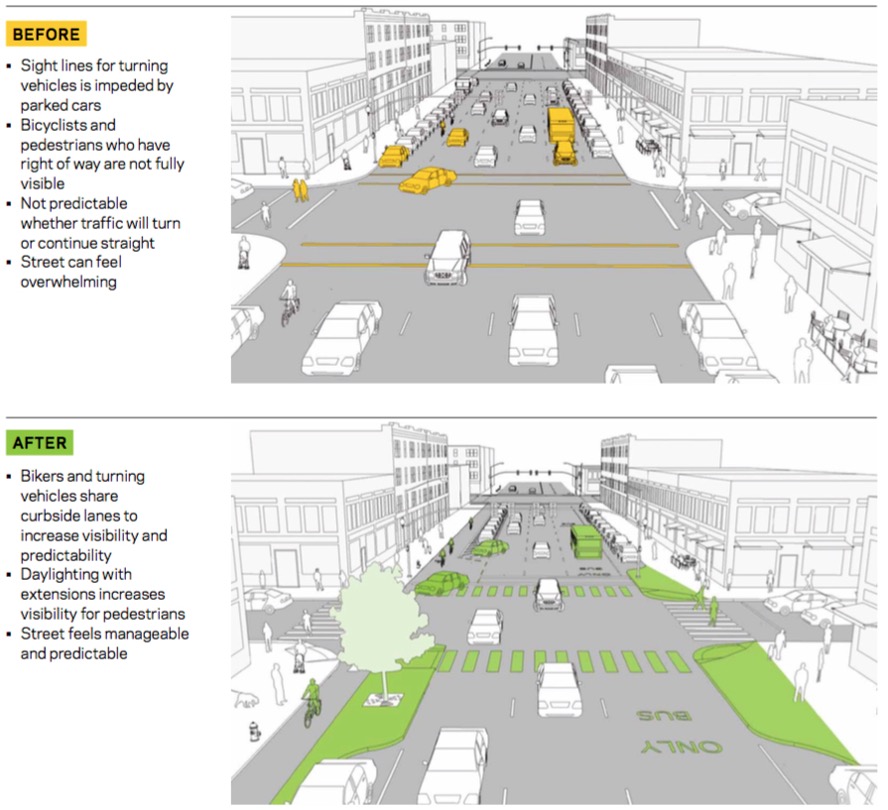 BEFORE
▪ Sight lines for turning
vehicles is impeded by
parked cars
▪ Bicyclists and
pedestrians who have
right of way are not fully
visible
▪ Not predictable
whether traffic will turn
or continue straight
▪ Street can feel
overwhelming
AFTER
▪ Bikers and turning
vehicles share
curbside lanes to
increase visibility and
predictability
▪ Daylighting with
extensions increases
visibility for pedestrians
▪ Street feels manageable
and predictable
BUS
ONLY
BUS
ONLY